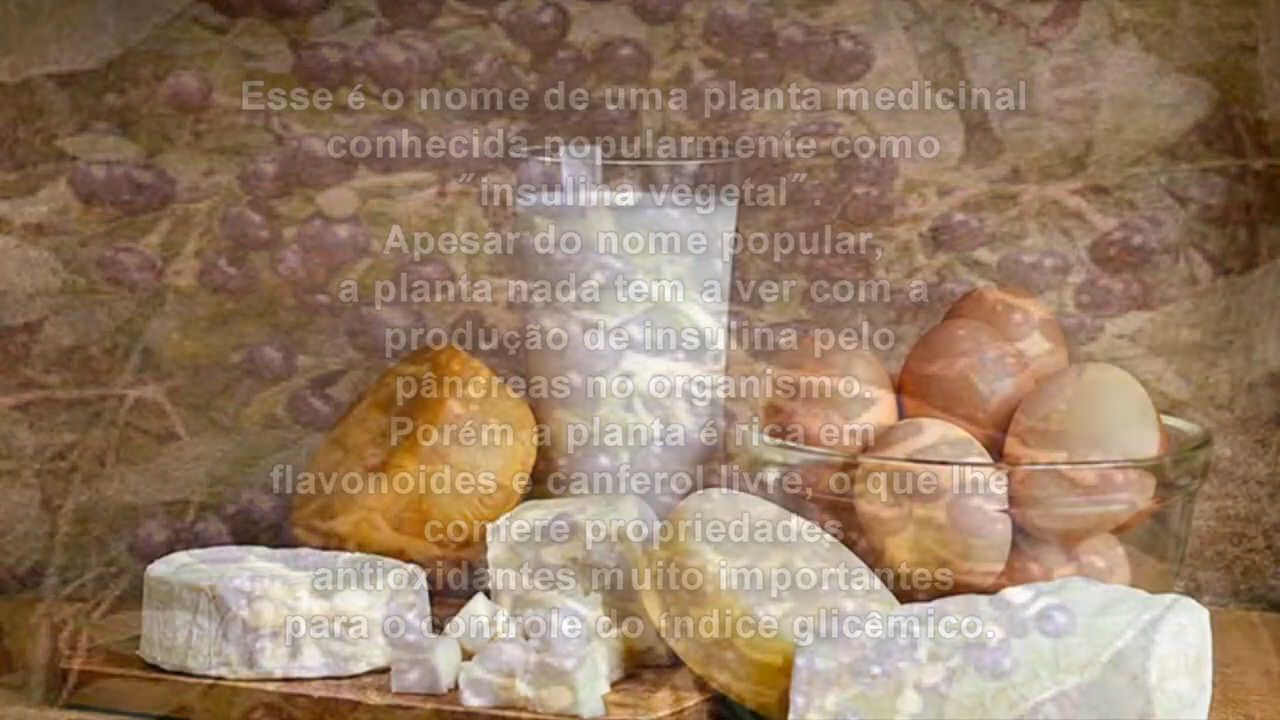 Esse é o nome de uma planta medicinal
conhecida popularmente como
“insulina vegetal”.
Apesar do nome popular,
a planta nada tem a ver com a
produção de insulina pelo
pâncreas no organismo.
Porém a planta é rica em
flavonoides e canferol livre, o que lhe
confere propriedades
antioxidantes muito importantes
para o controle do índice glicêmico.